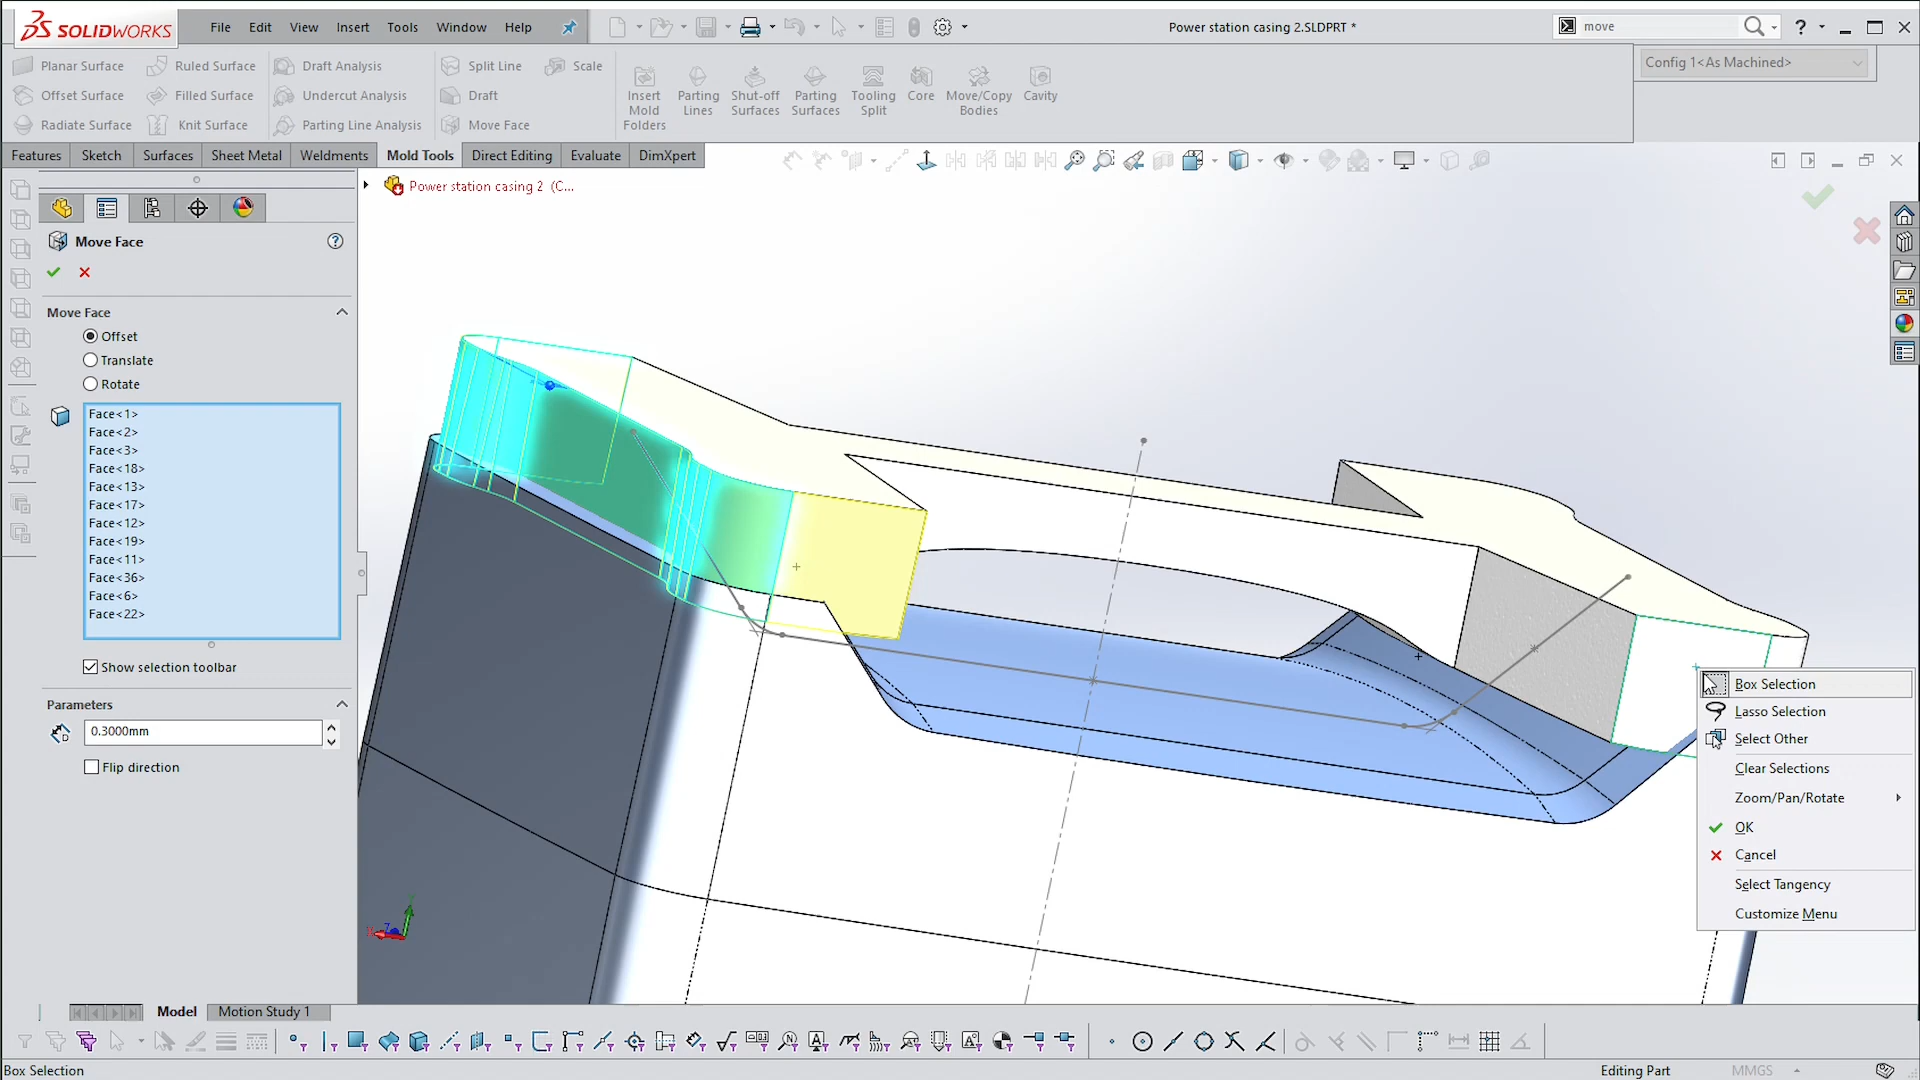 SOLIDWORKS
File Edit View Insert Tools Window Help
Power station casing 2.SLDPRT *
move
Config 1<As Machined>
Planar Surface Ruled Surface Draft Analysis Split Line Scale
Offset Surface Filled Surface Undercut Analysis Draft
Radiate Surface Knit Surface Parting Line Analysis Move Face
Insert Mold Folders
Parting Lines
Shut-off Surfaces
Parting Surfaces
Tooling Split
Core
Move/Copy Bodies
Cavity
Features Sketch Surfaces Sheet Metal Weldments Mold Tools Direct Editing Evaluate DimXpert
Power station casing 2 (C...
Move Face
Move Face
Offset
Translate
Rotate
Face<1>
Face<2>
Face<3>
Face<18>
Face<13>
Face<17>
Face<12>
Face<19>
Face<11>
Face<36>
Face<6>
Face<22>
Show selection toolbar
Parameters
0.3000mm
Flip direction
Box Selection
Lasso Selection
Select Other
Clear Selections
Zoom/Pan/Rotate
OK
Cancel
Select Tangency
Customize Menu
Model Motion Study 1
Box Selection
Editing Part
MMGS